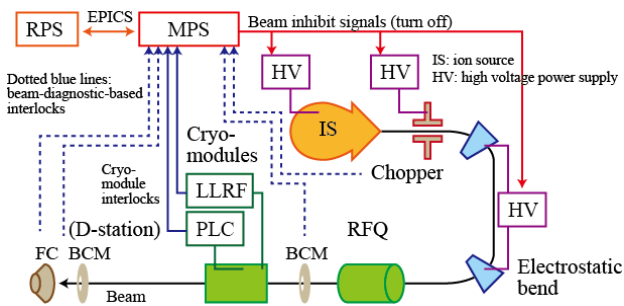 RPS
EPICS
MPS
Beam inhibit signals (turn off)
Dotted blue lines:
beam-diagnostic-based
interlocks
HV
HV
IS: ion source
HV: high voltage power supply
IS
Cryo-
modules
Chopper
Cryo-
module
interlocks
LLRF
HV
(D-station)
PLC
RFQ
FC
BCM
BCM
Electrostatic
bend
Beam